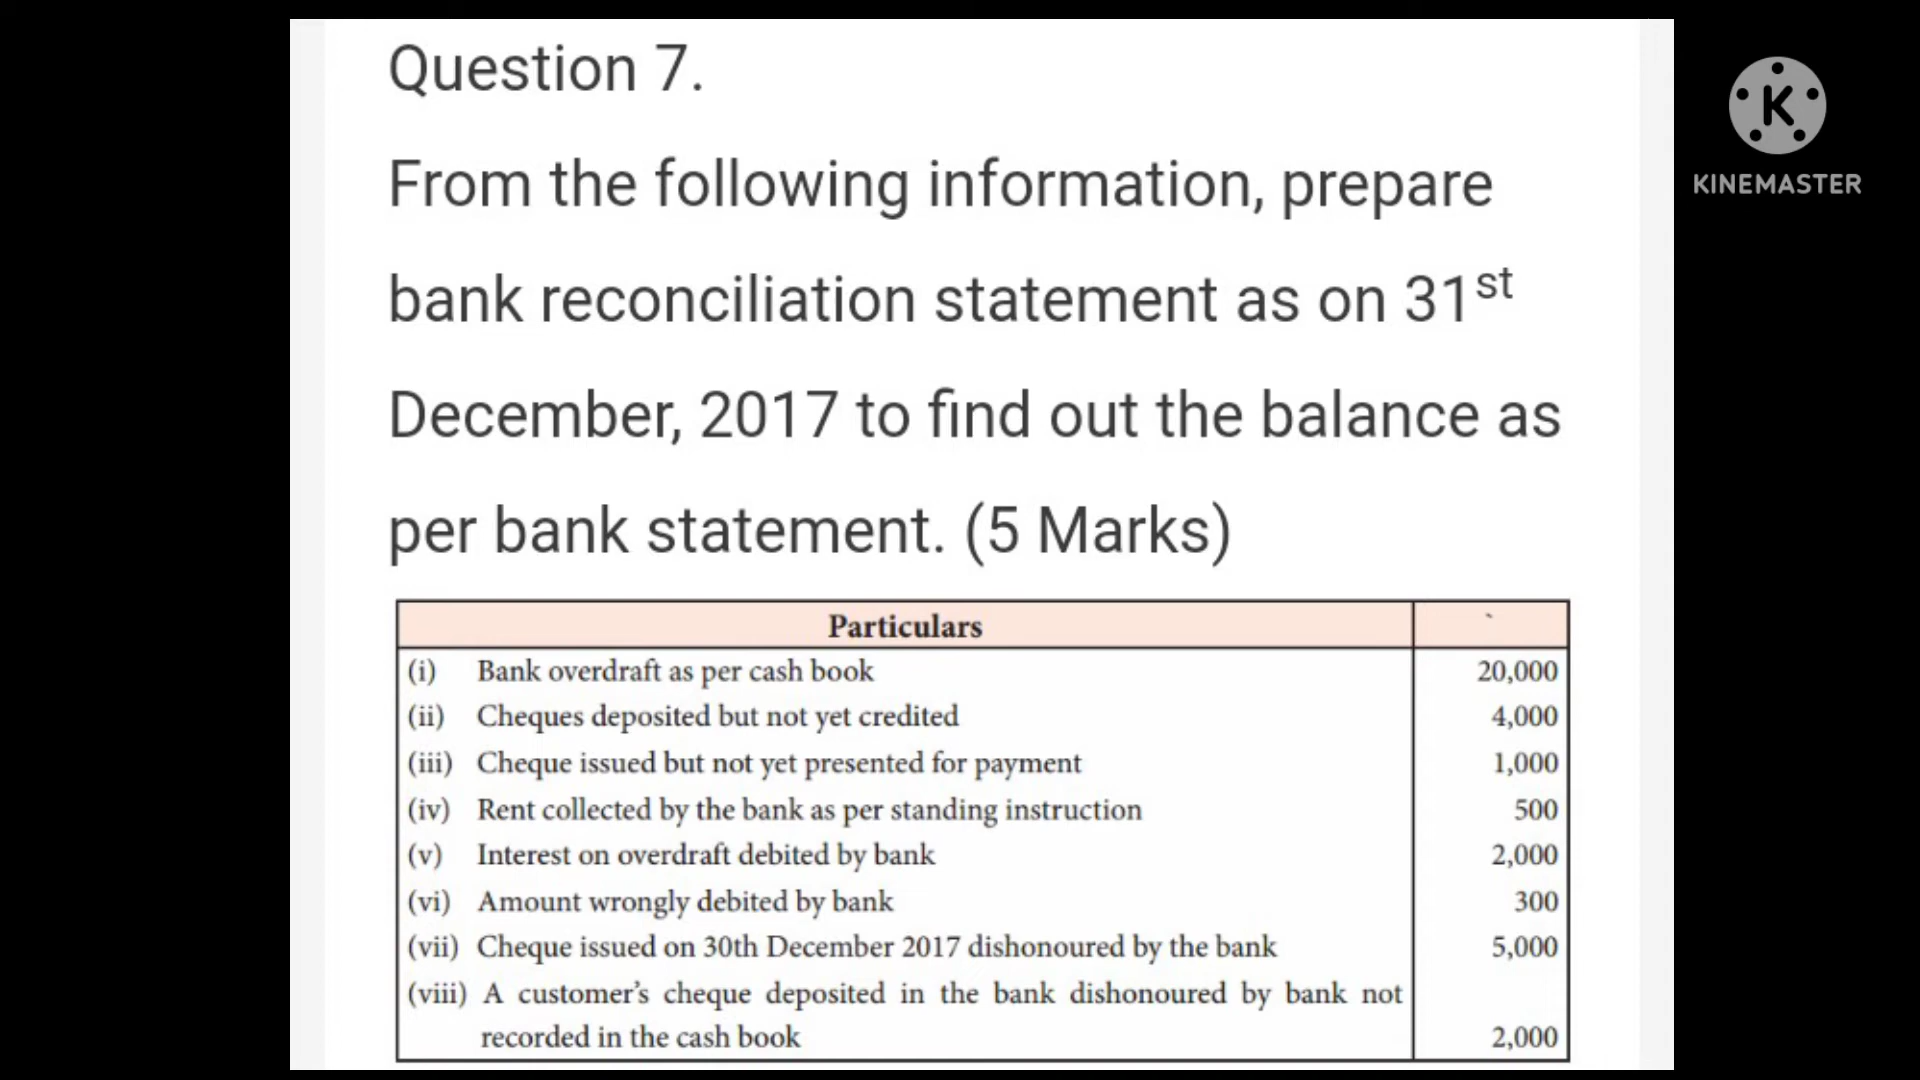 Question 7.
From the following information, prepare
bank reconciliation statement as on 31st
December, 2017 to find out the balance as
per bank statement. (5 Marks)
Particulars `
(i) Bank overdraft as per cash book 20,000
(ii) Cheques deposited but not yet credited 4,000
(iii) Cheque issued but not yet presented for payment 1,000
(iv) Rent collected by the bank as per standing instruction 500
(v) Interest on overdraft debited by bank 2,000
(vi) Amount wrongly debited by bank 300
(vii) Cheque issued on 30th December 2017 dishonoured by the bank 5,000
(viii) A customer's cheque deposited in the bank dishonoured by bank not
recorded in the cash book 2,000
K
KINEMASTER